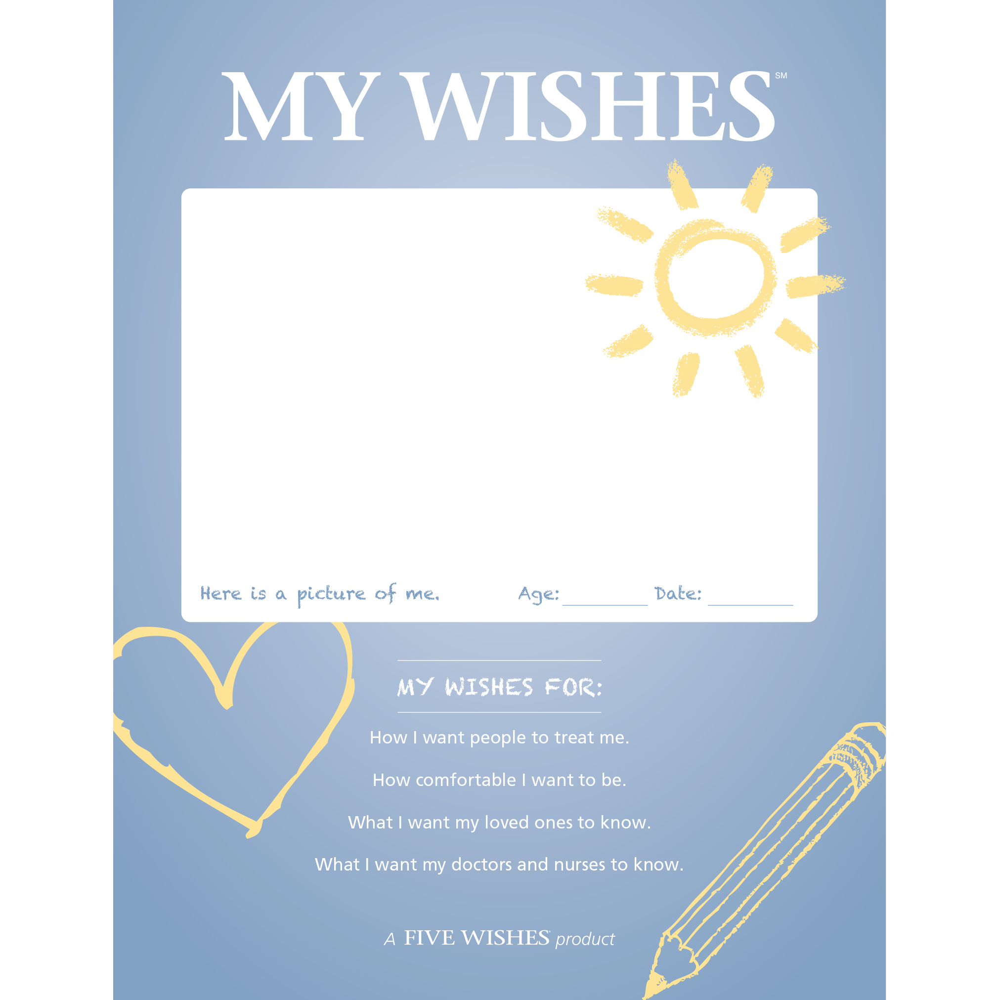 MY WISHES℠
Here is a picture of me. Age: Date:
MY WISHES FOR:
How I want people to treat me.
How comfortable I want to be.
What I want my loved ones to know.
What I want my doctors and nurses to know.
A FIVE WISHES® product